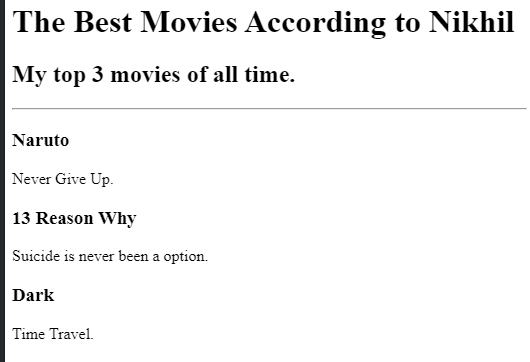 The Best Movies According to Nikhil
My top 3 movies of all time.
Naruto
Never Give Up.
13 Reason Why
Suicide is never been a option.
Dark
Time Travel.